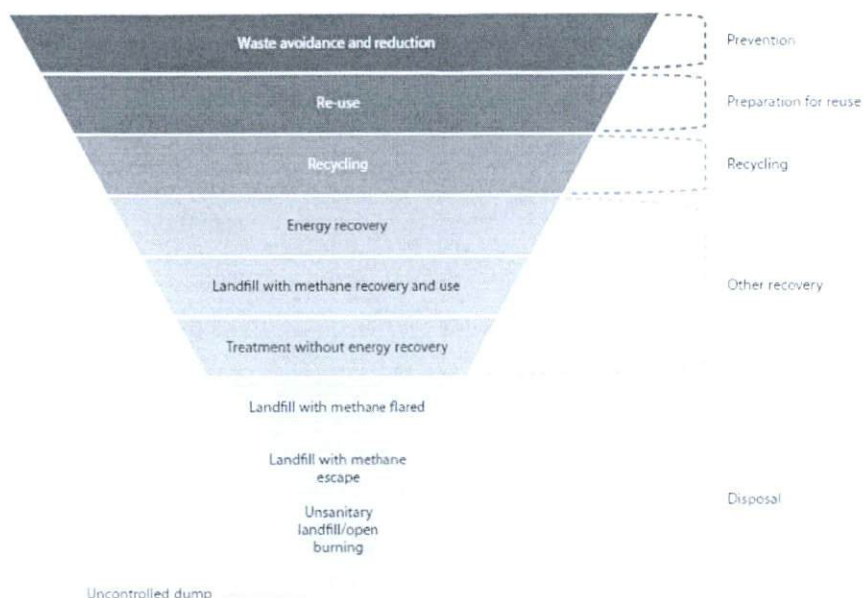 Waste avoidance and reduction
Prevention
Re-use
Preparation for reuse
Recycling
Recycling
Energy recovery
Landfill with methane recovery and use
Other recovery
Treatment without energy recovery
Landfill with methane flared
Landfill with methane
escape
Disposal
Unsanitary
landfill/open
burning
Uncontrolled dump